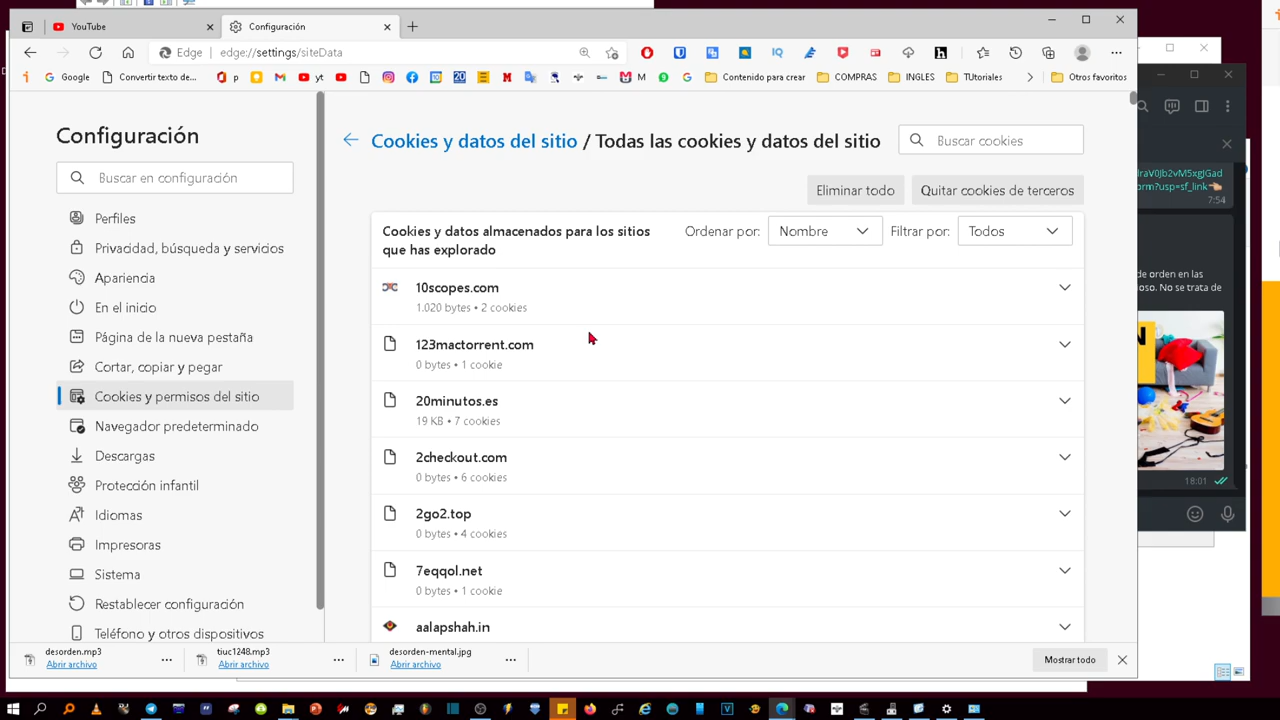 YouTube
Configuración
Edge
edge://settings/siteData
Google
Convertir texto de...
p
yt
20
M
M
Contenido para crear
COMPRAS
INGLES
TUtoriales
Otros favoritos
Configuración
Buscar en configuración
Perfiles
Privacidad, búsqueda y servicios
Apariencia
En el inicio
Página de la nueva pestaña
Cortar, copiar y pegar
Cookies y permisos del sitio
Navegador predeterminado
Descargas
Protección infantil
Idiomas
Impresoras
Sistema
Restablecer configuración
Teléfono y otros dispositivos
Cookies y datos del sitio / Todas las cookies y datos del sitio
Buscar cookies
Eliminar todo
Quitar cookies de terceros
Cookies y datos almacenados para los sitios
que has explorado
Ordenar por:
Nombre
Filtrar por:
Todos
10scopes.com
1.020 bytes • 2 cookies
123mactorrent.com
0 bytes • 1 cookie
20minutos.es
19 KB • 7 cookies
2checkout.com
0 bytes • 6 cookies
2go2.top
0 bytes • 4 cookies
7eqqol.net
0 bytes • 1 cookie
aalapshah.in
orm?usp=sf_link
7:54
de orden en las
ioso. No se trata de
18:01
desorden.mp3
Abrir archivo
tiuc1248.mp3
Abrir archivo
desorden-mental.jpg
Abrir archivo
Mostrar todo